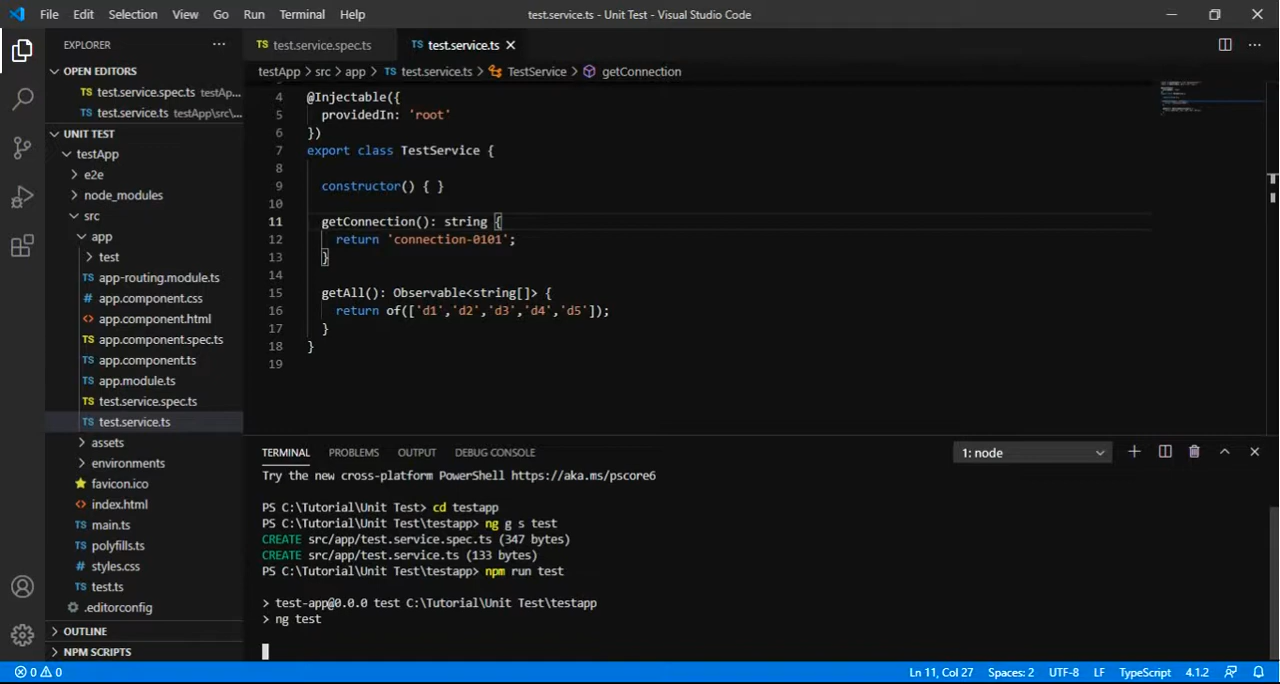 File Edit Selection View Go Run Terminal Help
test.service.ts - Unit Test - Visual Studio Code
EXPLORER
OPEN EDITORS
TS test.service.spec.ts testAp...
TS test.service.ts testApp\src\...
UNIT TEST
testApp
e2e
node_modules
src
app
test
TS app-routing.module.ts
# app.component.css
<> app.component.html
TS app.component.spec.ts
TS app.component.ts
TS app.module.ts
TS test.service.spec.ts
TS test.service.ts
assets
environments
favicon.ico
<> index.html
TS main.ts
TS polyfills.ts
# styles.css
TS test.ts
.editorconfig
OUTLINE
NPM SCRIPTS
TS test.service.spec.ts
TS test.service.ts
testApp > src > app > TS test.service.ts > TestService > getConnection
4 @Injectable({
5 providedIn: 'root'
6 })
7 export class TestService {
8
9 constructor() { }
10
11 getConnection(): string {
12 return 'connection-0101';
13 }
14
15 getAll(): Observable<string[]> {
16 return of(['d1','d2','d3','d4','d5']);
17 }
18 }
19
TERMINAL PROBLEMS OUTPUT DEBUG CONSOLE
1: node
Try the new cross-platform PowerShell https://aka.ms/pscore6
PS C:\Tutorial\Unit Test> cd testapp
PS C:\Tutorial\Unit Test\testapp> ng g s test
CREATE src/app/test.service.spec.ts (347 bytes)
CREATE src/app/test.service.ts (133 bytes)
PS C:\Tutorial\Unit Test\testapp> npm run test
> test-app@0.0.0 test C:\Tutorial\Unit Test\testapp
> ng test
0 0
Ln 11, Col 27 Spaces: 2 UTF-8 LF TypeScript 4.1.2